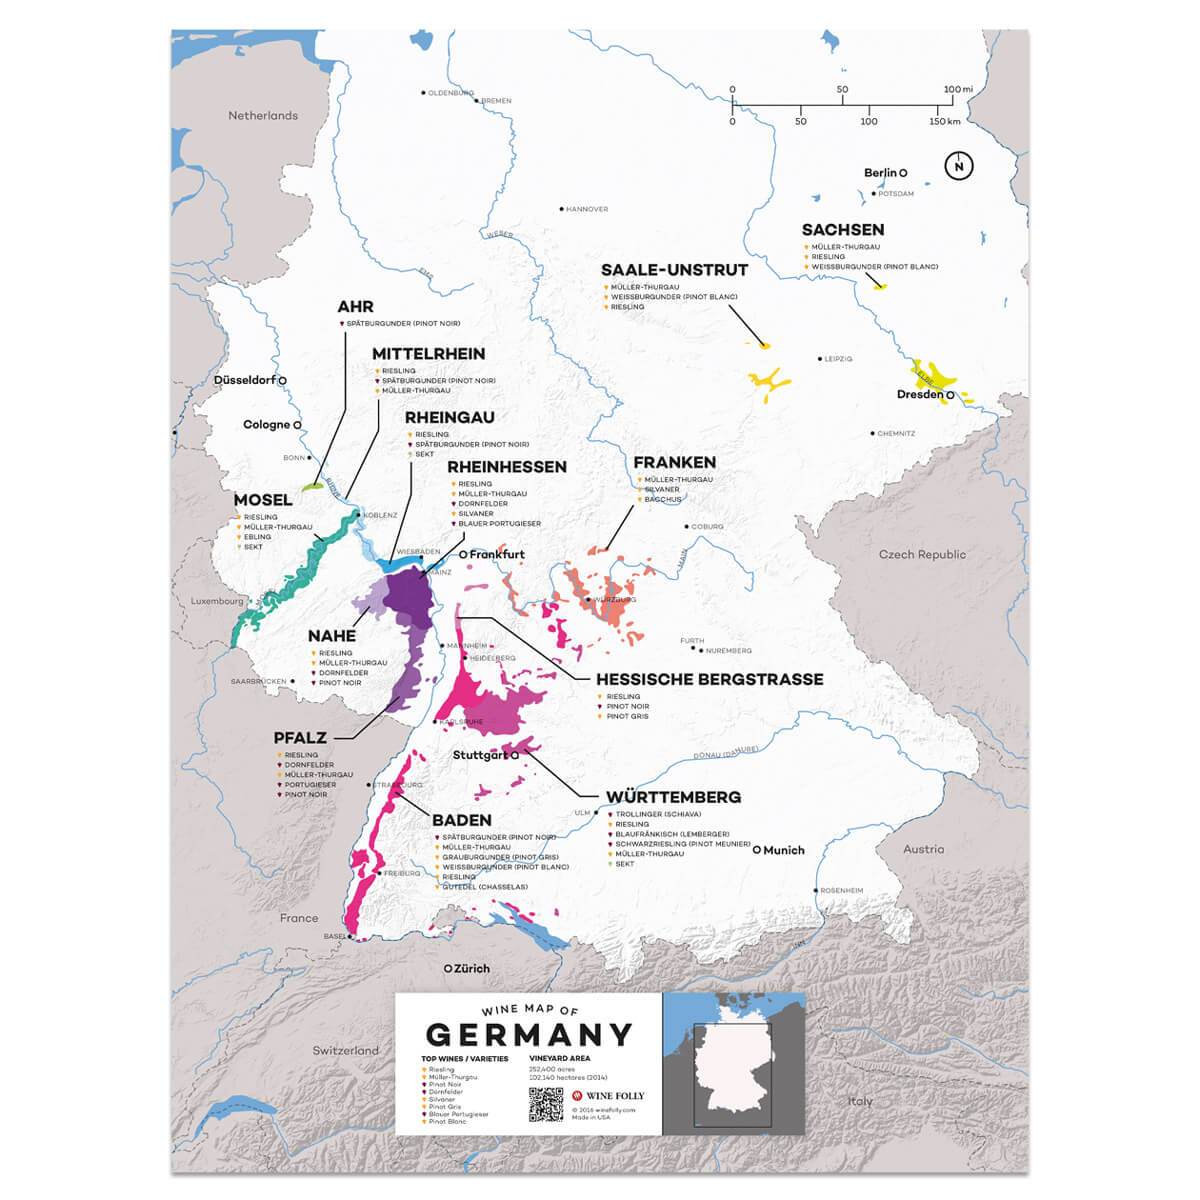 Netherlands
OLDENBURG
BREMEN
0 50 100 mi
0 50 100 150 km
N
Berlin
POTSDAM
HANNOVER
WESER
EMS
SACHSEN
MÜLLER-THURGAU
RIESLING
WEISSBURGUNDER (PINOT BLANC)
SAALE-UNSTRUT
MÜLLER-THURGAU
WEISSBURGUNDER (PINOT BLANC)
RIESLING
LEIPZIG
ELBE
Dresden
CHEMNITZ
AHR
SPÄTBURGUNDER (PINOT NOIR)
MITTELRHEIN
RIESLING
SPÄTBURGUNDER (PINOT NOIR)
MÜLLER-THURGAU
Düsseldorf
Cologne
BONN
RHINE
RHEINGAU
RIESLING
SPÄTBURGUNDER (PINOT NOIR)
SEKT
RHEINHESSEN
RIESLING
MÜLLER-THURGAU
DORNFELDER
SILVANER
BLAUER PORTUGIESER
FRANKEN
MÜLLER-THURGAU
SILVANER
BACCHUS
MOSEL
RIESLING
MÜLLER-THURGAU
EBLING
SEKT
KOBLENZ
WIESBADEN
Frankfurt
MAINZ
COBURG
MAIN
Czech Republic
Luxembourg
WÜRZBURG
NAHE
RIESLING
MÜLLER-THURGAU
DORNFELDER
PINOT NOIR
MANNHEIM
HEIDELBERG
FURTH
NUREMBERG
SAARBRÜCKEN
HESSISCHE BERGSTRASSE
RIESLING
PINOT NOIR
PINOT GRIS
KARLSRUHE
PFALZ
RIESLING
DORNFELDER
MÜLLER-THURGAU
PORTUGIESER
PINOT NOIR
Stuttgart
DONAU (DANUBE)
STRASBOURG
WÜRTTEMBERG
TROLLINGER (SCHIAVA)
RIESLING
BLAUFRÄNKISCH (LEMBERGER)
SCHWARZRIESLING (PINOT MEUNIER)
MÜLLER-THURGAU
SEKT
ULM
BADEN
SPÄTBURGUNDER (PINOT NOIR)
MÜLLER-THURGAU
GRAUBURGUNDER (PINOT GRIS)
WEISSBURGUNDER (PINOT BLANC)
RIESLING
GUTEDEL (CHASSELAS)
Munich
Austria
FREIBURG
ROSENHEIM
France
BASEL
INN
Zürich
Switzerland
Italy
WINE MAP OF
GERMANY
TOP WINES / VARIETIES
Riesling
Müller-Thurgau
Pinot Noir
Dornfelder
Silvaner
Pinot Gris
Blauer Portugieser
Pinot Blanc
VINEYARD AREA
252,400 acres
102,140 hectares (2014)
WINE FOLLY
© 2016 winefolly.com
Made in USA